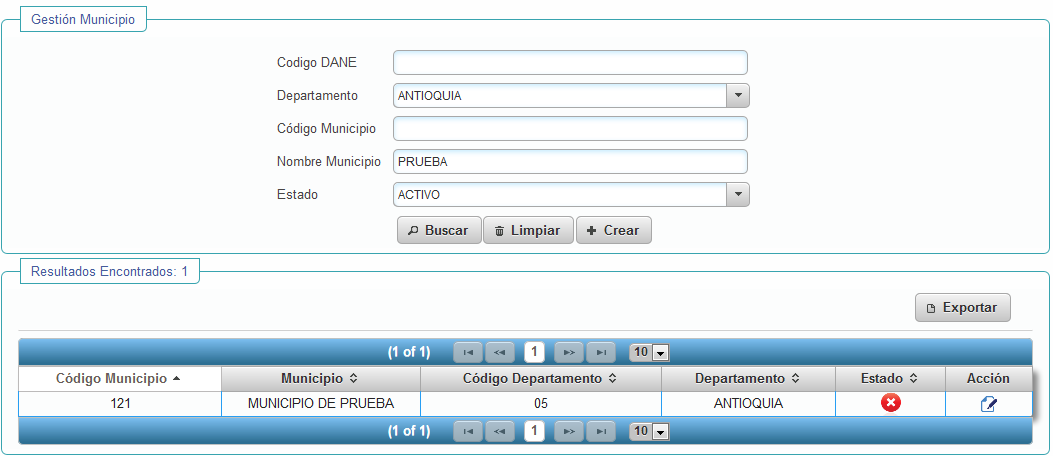 Gestión Municipio
Codigo DANE
Departamento ANTIOQUIA
Código Municipio
Nombre Municipio PRUEBA
Estado ACTIVO
Buscar Limpiar Crear
Resultados Encontrados: 1
Exportar
(1 of 1) 1 10
Código Municipio Municipio Código Departamento Departamento Estado Acción
121 MUNICIPIO DE PRUEBA 05 ANTIOQUIA
(1 of 1) 1 10